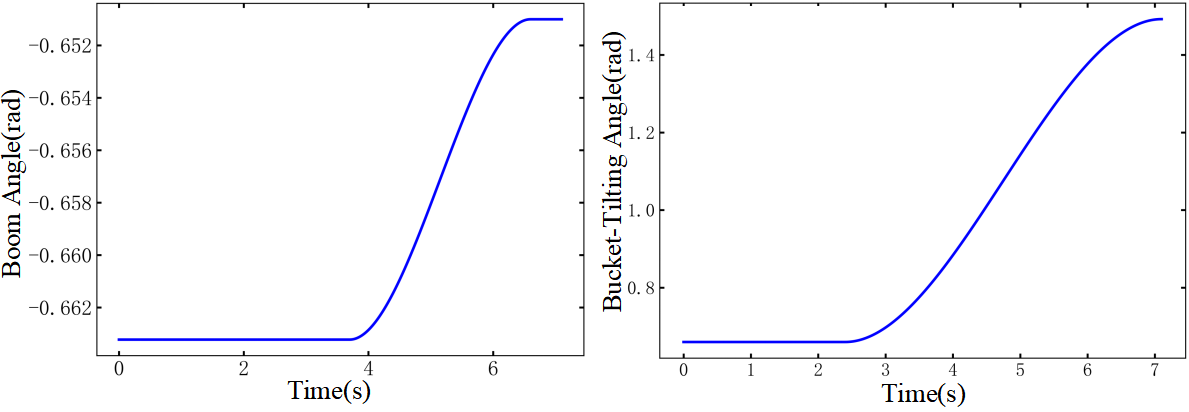 Boom Angle(rad)
−0.652
−0.654
−0.656
−0.658
−0.660
−0.662
0 2 4 6
Time(s)
Bucket-Tilting Angle(rad)
1.4
1.2
1.0
0.8
0 1 2 3 4 5 6 7
Time(s)